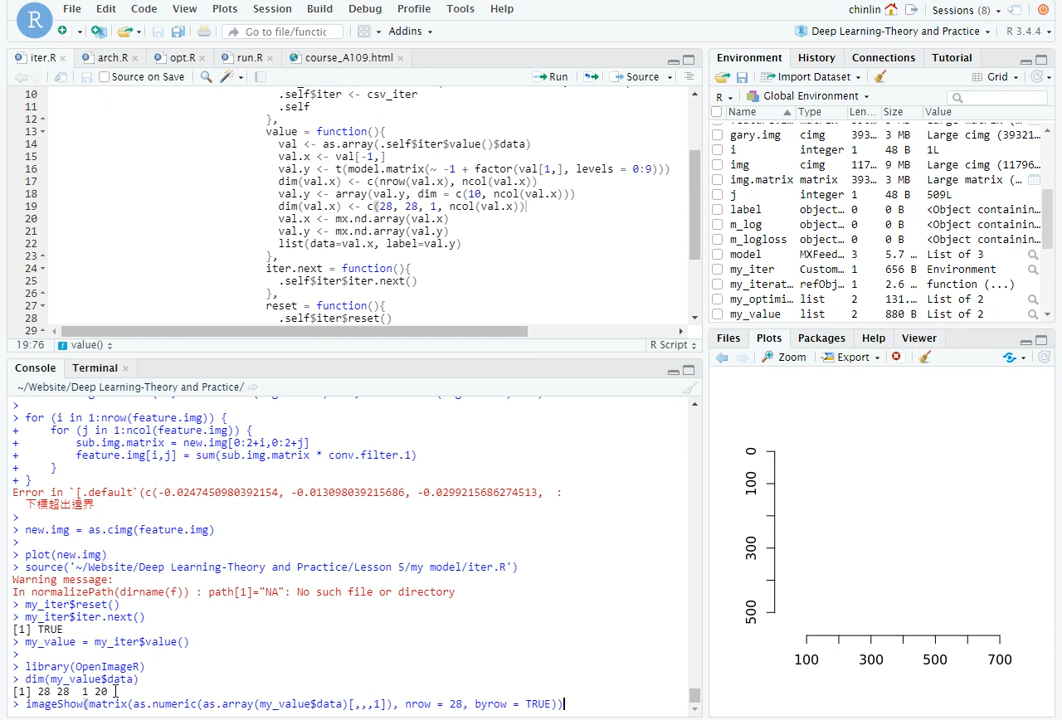 File Edit Code View Plots Session Build Debug Profile Tools Help
chinlin Sessions (8)
Go to file/functic Addins
Deep Learning-Theory and Practice R 3.4.4
iter.R arch.R opt.R run.R course_A109.html
Source on Save Run Source
10 .self$iter <- csv_iter
11 .self
12 },
13 value = function(){
14 val <- as.array(.self$iter$value()$data)
15 val.x <- val[-1,]
16 val.y <- t(model.matrix(~ -1 + factor(val[1,], levels = 0:9)))
17 dim(val.x) <- c(nrow(val.x), ncol(val.x))
18 val.y <- array(val.y, dim = c(10, ncol(val.x)))
19 dim(val.x) <- c(28, 28, 1, ncol(val.x))
20 val.x <- mx.nd.array(val.x)
21 val.y <- mx.nd.array(val.y)
22 list(data=val.x, label=val.y)
23 },
24 iter.next = function(){
25 .self$iter$iter.next()
26 },
27 reset = function(){
28 .self$iter$reset()
29
19:76 value() R Script
Console Terminal
~/Website/Deep Learning-Theory and Practice/
>
> for (i in 1:nrow(feature.img)) {
+ for (j in 1:ncol(feature.img)) {
+ sub.img.matrix = new.img[0:2+i,0:2+j]
+ feature.img[i,j] = sum(sub.img.matrix * conv.filter.1)
+ }
+ }
Error in `[.default`(c(-0.0247450980392154, -0.013098039215686, -0.0299215686274513, :
下標超出邊界
>
> new.img = as.cimg(feature.img)
>
> plot(new.img)
> source('~/Website/Deep Learning-Theory and Practice/Lesson 5/my model/iter.R')
Warning message:
In normalizePath(dirname(f)) : path[1]="NA": No such file or directory
> my_iter$reset()
> my_iter$iter.next()
[1] TRUE
> my_value = my_iter$value()
>
> library(OpenImageR)
> dim(my_value$data)
[1] 28 28 1 20
> imageShow(matrix(as.numeric(as.array(my_value$data)[,,,1]), nrow = 28, byrow = TRUE))
Environment History Connections Tutorial
Import Dataset Grid
R Global Environment
Name Type Len... Size Value
gary.img cimg 393... 3 MB Large cimg (39321…
i integer 1 48 B 1L
img cimg 117... 9 MB Large cimg (11796…
img.matrix matrix 393... 3 MB Large matrix (…
j integer 1 48 B 509L
label object… 0 0 B <Object containin…
m_log object… 0 0 B <Object containin…
m_logloss object… 0 0 B <Object containin…
model MXFeed… 3 5.7 … List of 3
my_iter Custom… 1 656 B Environment
my_iterat… refObj… 1 2.6 … function (...)
my_optimi… list 2 131.… List of 2
my_value list 2 880 B List of 2
Files Plots Packages Help Viewer
Zoom Export
0
100
300
500
100 300 500 700